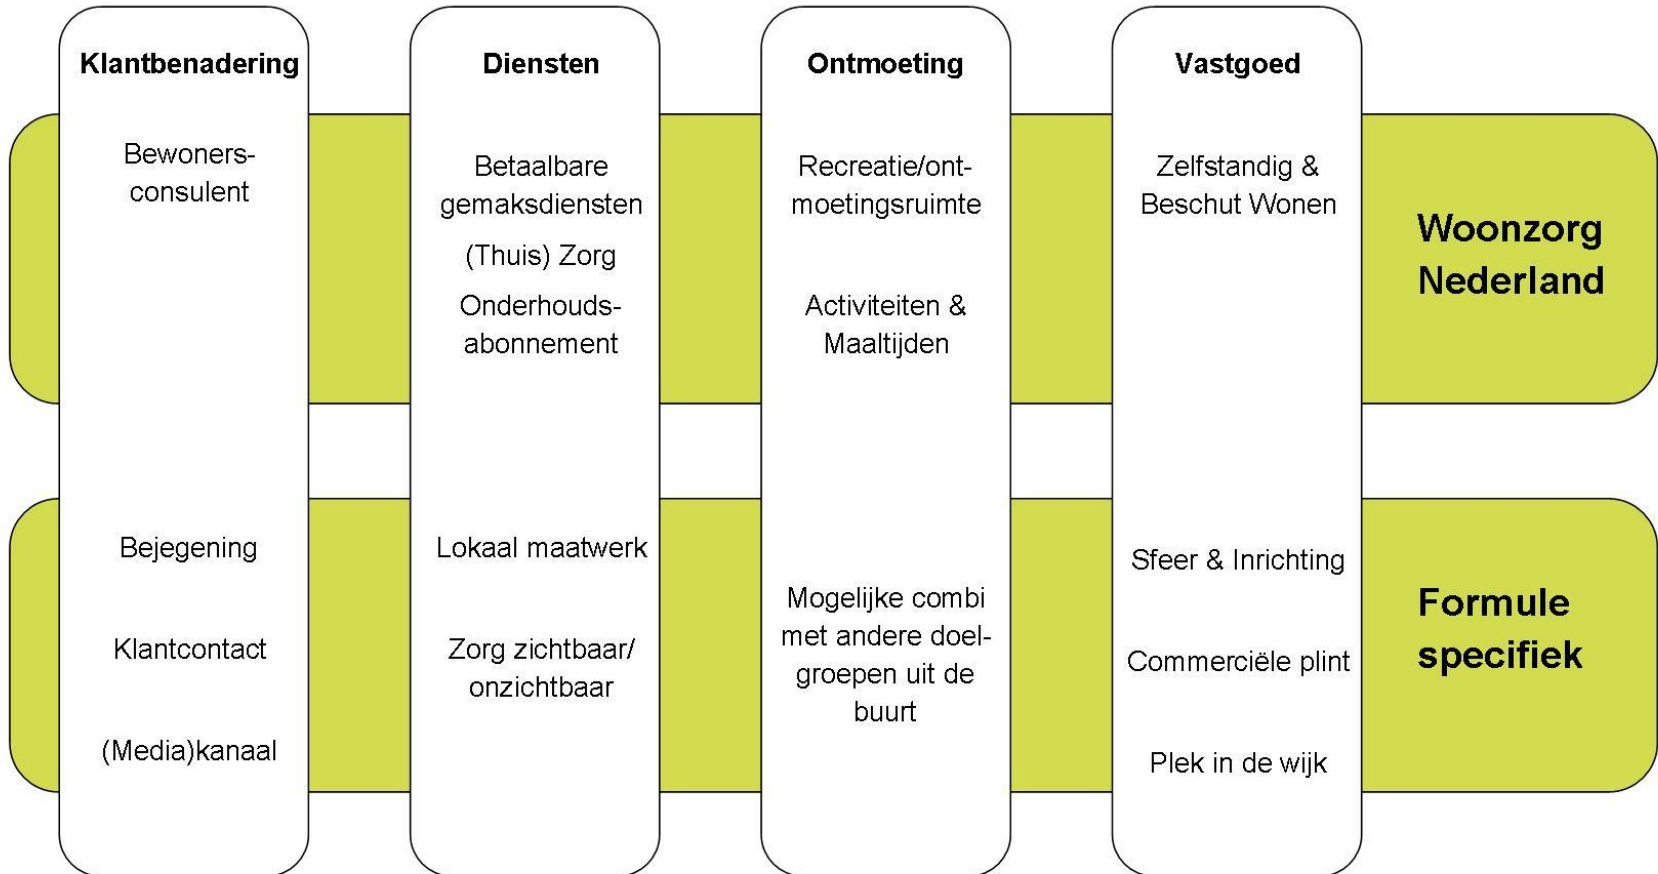 Klantbenadering
Bewoners-
consulent
Bejegening
Klantcontact
(Media)kanaal
Diensten
Betaalbare
gemaksdiensten
(Thuis) Zorg
Onderhouds-
abonnement
Lokaal maatwerk
Zorg zichtbaar/
onzichtbaar
Ontmoeting
Recreatie/ont-
moetingsruimte
Activiteiten &
Maaltijden
Mogelijke combi
met andere doel-
groepen uit de
buurt
Vastgoed
Zelfstandig &
Beschut Wonen
Sfeer & Inrichting
Commerciële plint
Plek in de wijk
Woonzorg
Nederland
Formule
specifiek